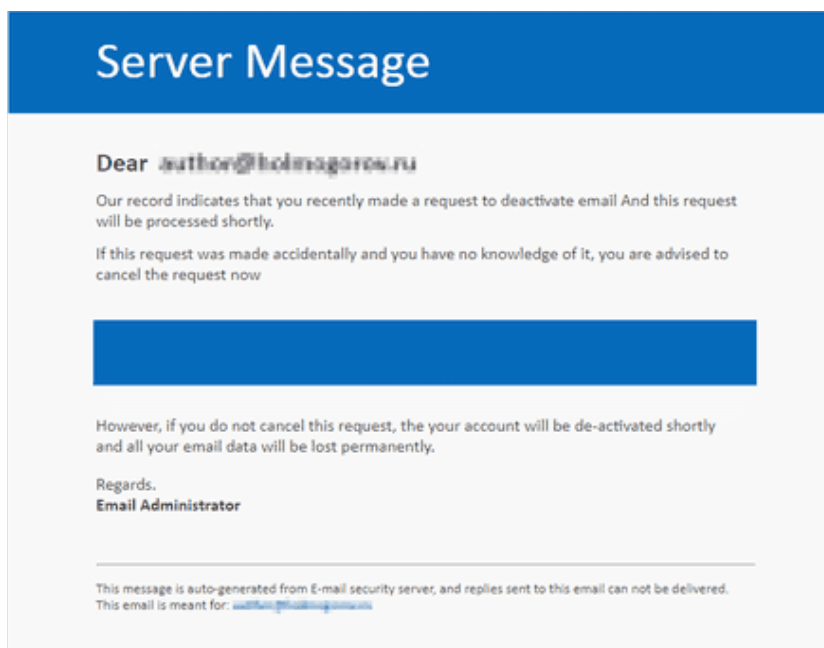 Server Message
Dear
Our record indicates that you recently made a request to deactivate email And this request
will be processed shortly.
If this request was made accidentally and you have no knowledge of it, you are advised to
cancel the request now
However, if you do not cancel this request, the your account will be de-activated shortly
and all your email data will be lost permanently.
Regards.
Email Administrator
This message is auto-generated from E-mail security server, and replies sent to this email can not be delivered.
This email is meant for: